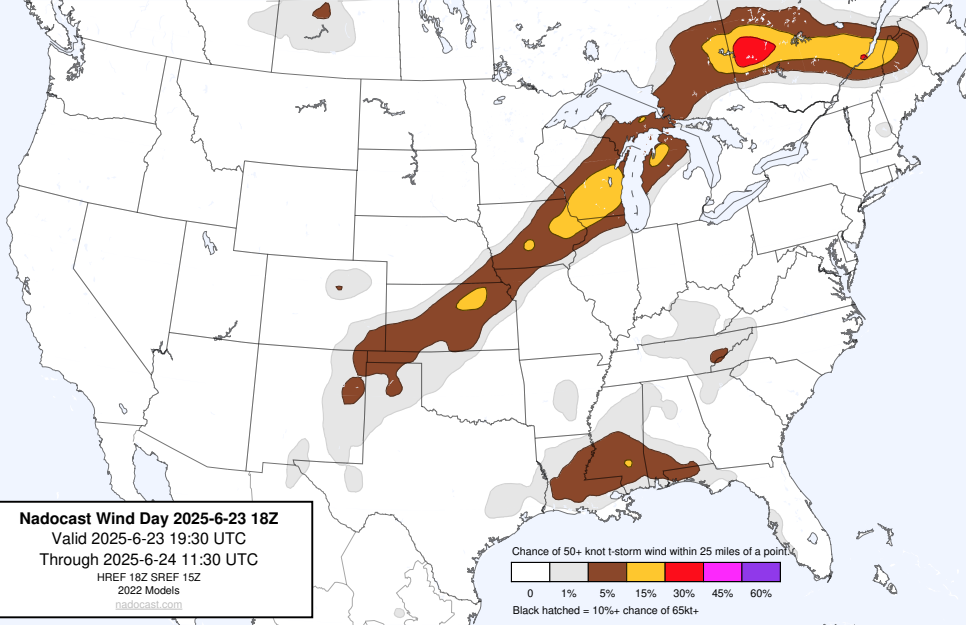 Nadocast Wind Day 2025-6-23 18Z
Valid 2025-6-23 19:30 UTC
Through 2025-6-24 11:30 UTC
HREF 18Z SREF 15Z
2022 Models
nadocast.com
Chance of 50+ knot t-storm wind within 25 miles of a point.
0 1% 5% 15% 30% 45% 60%
Black hatched = 10%+ chance of 65kt+